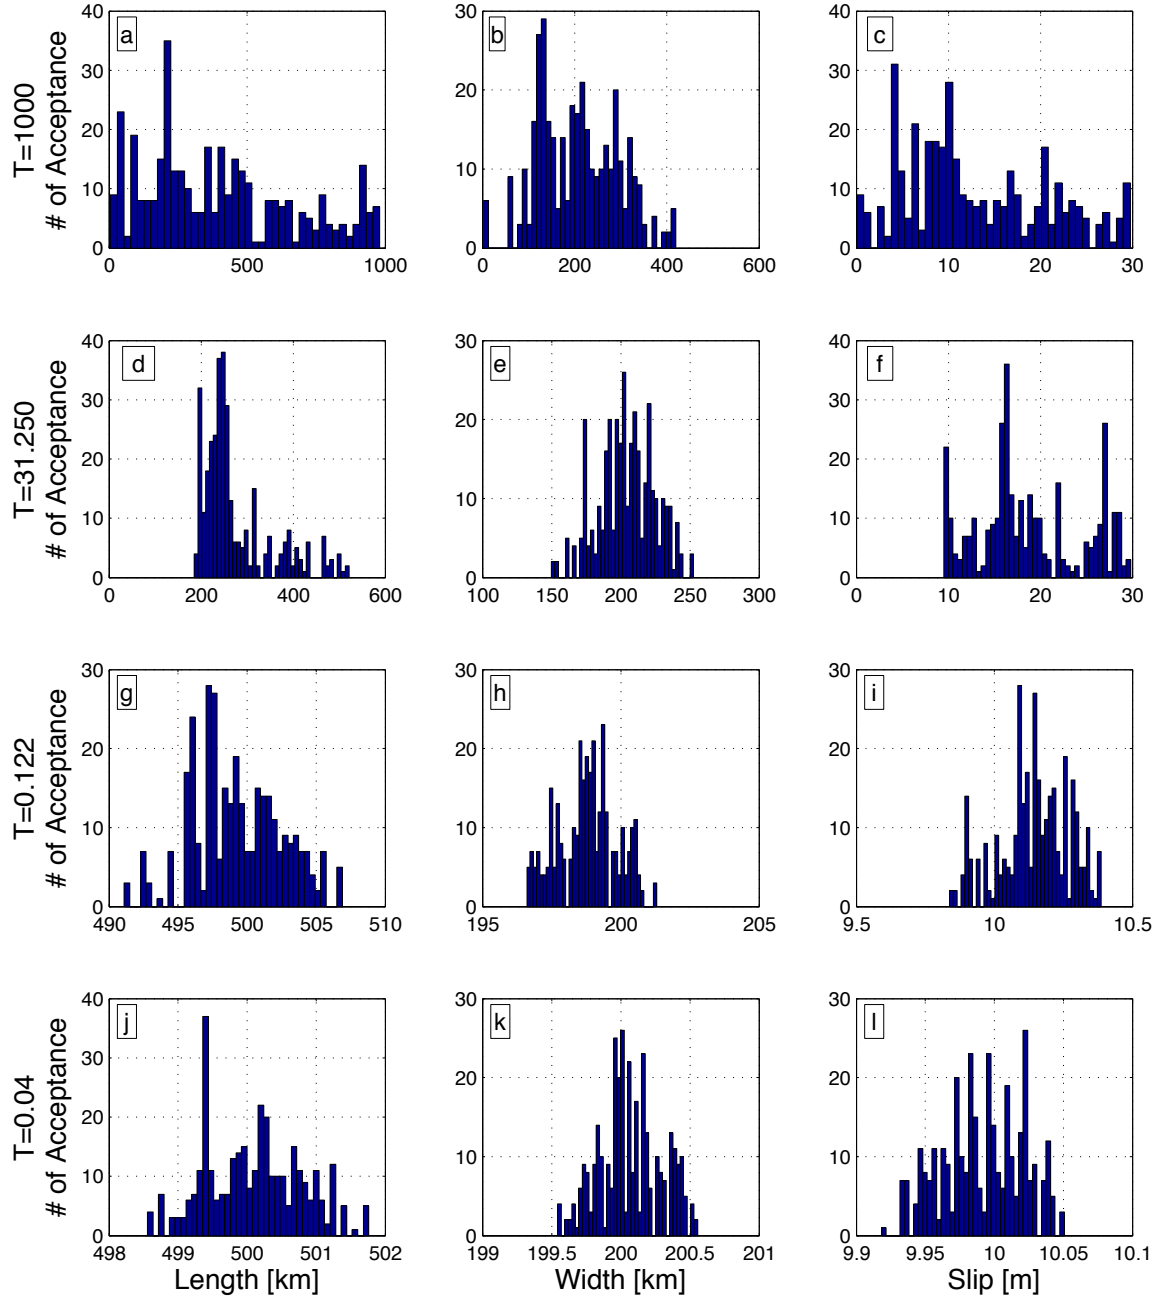 T=1000
# of Acceptance
a
40
30
20
10
0
0 500 1000
b
30
20
10
0
0 200 400 600
c
40
30
20
10
0
0 10 20 30
T=31.250
# of Acceptance
d
40
30
20
10
0
0 200 400 600
e
30
20
10
0
100 150 200 250 300
f
40
30
20
10
0
0 10 20 30
T=0.122
# of Acceptance
g
30
20
10
0
490 495 500 505 510
h
30
20
10
0
195 200 205
i
30
20
10
0
9.5 10 10.5
T=0.04
# of Acceptance
j
40
30
20
10
0
498 499 500 501 502
Length [km]
k
30
20
10
0
199 199.5 200 200.5 201
Width [km]
l
30
20
10
0
9.9 9.95 10 10.05 10.1
Slip [m]